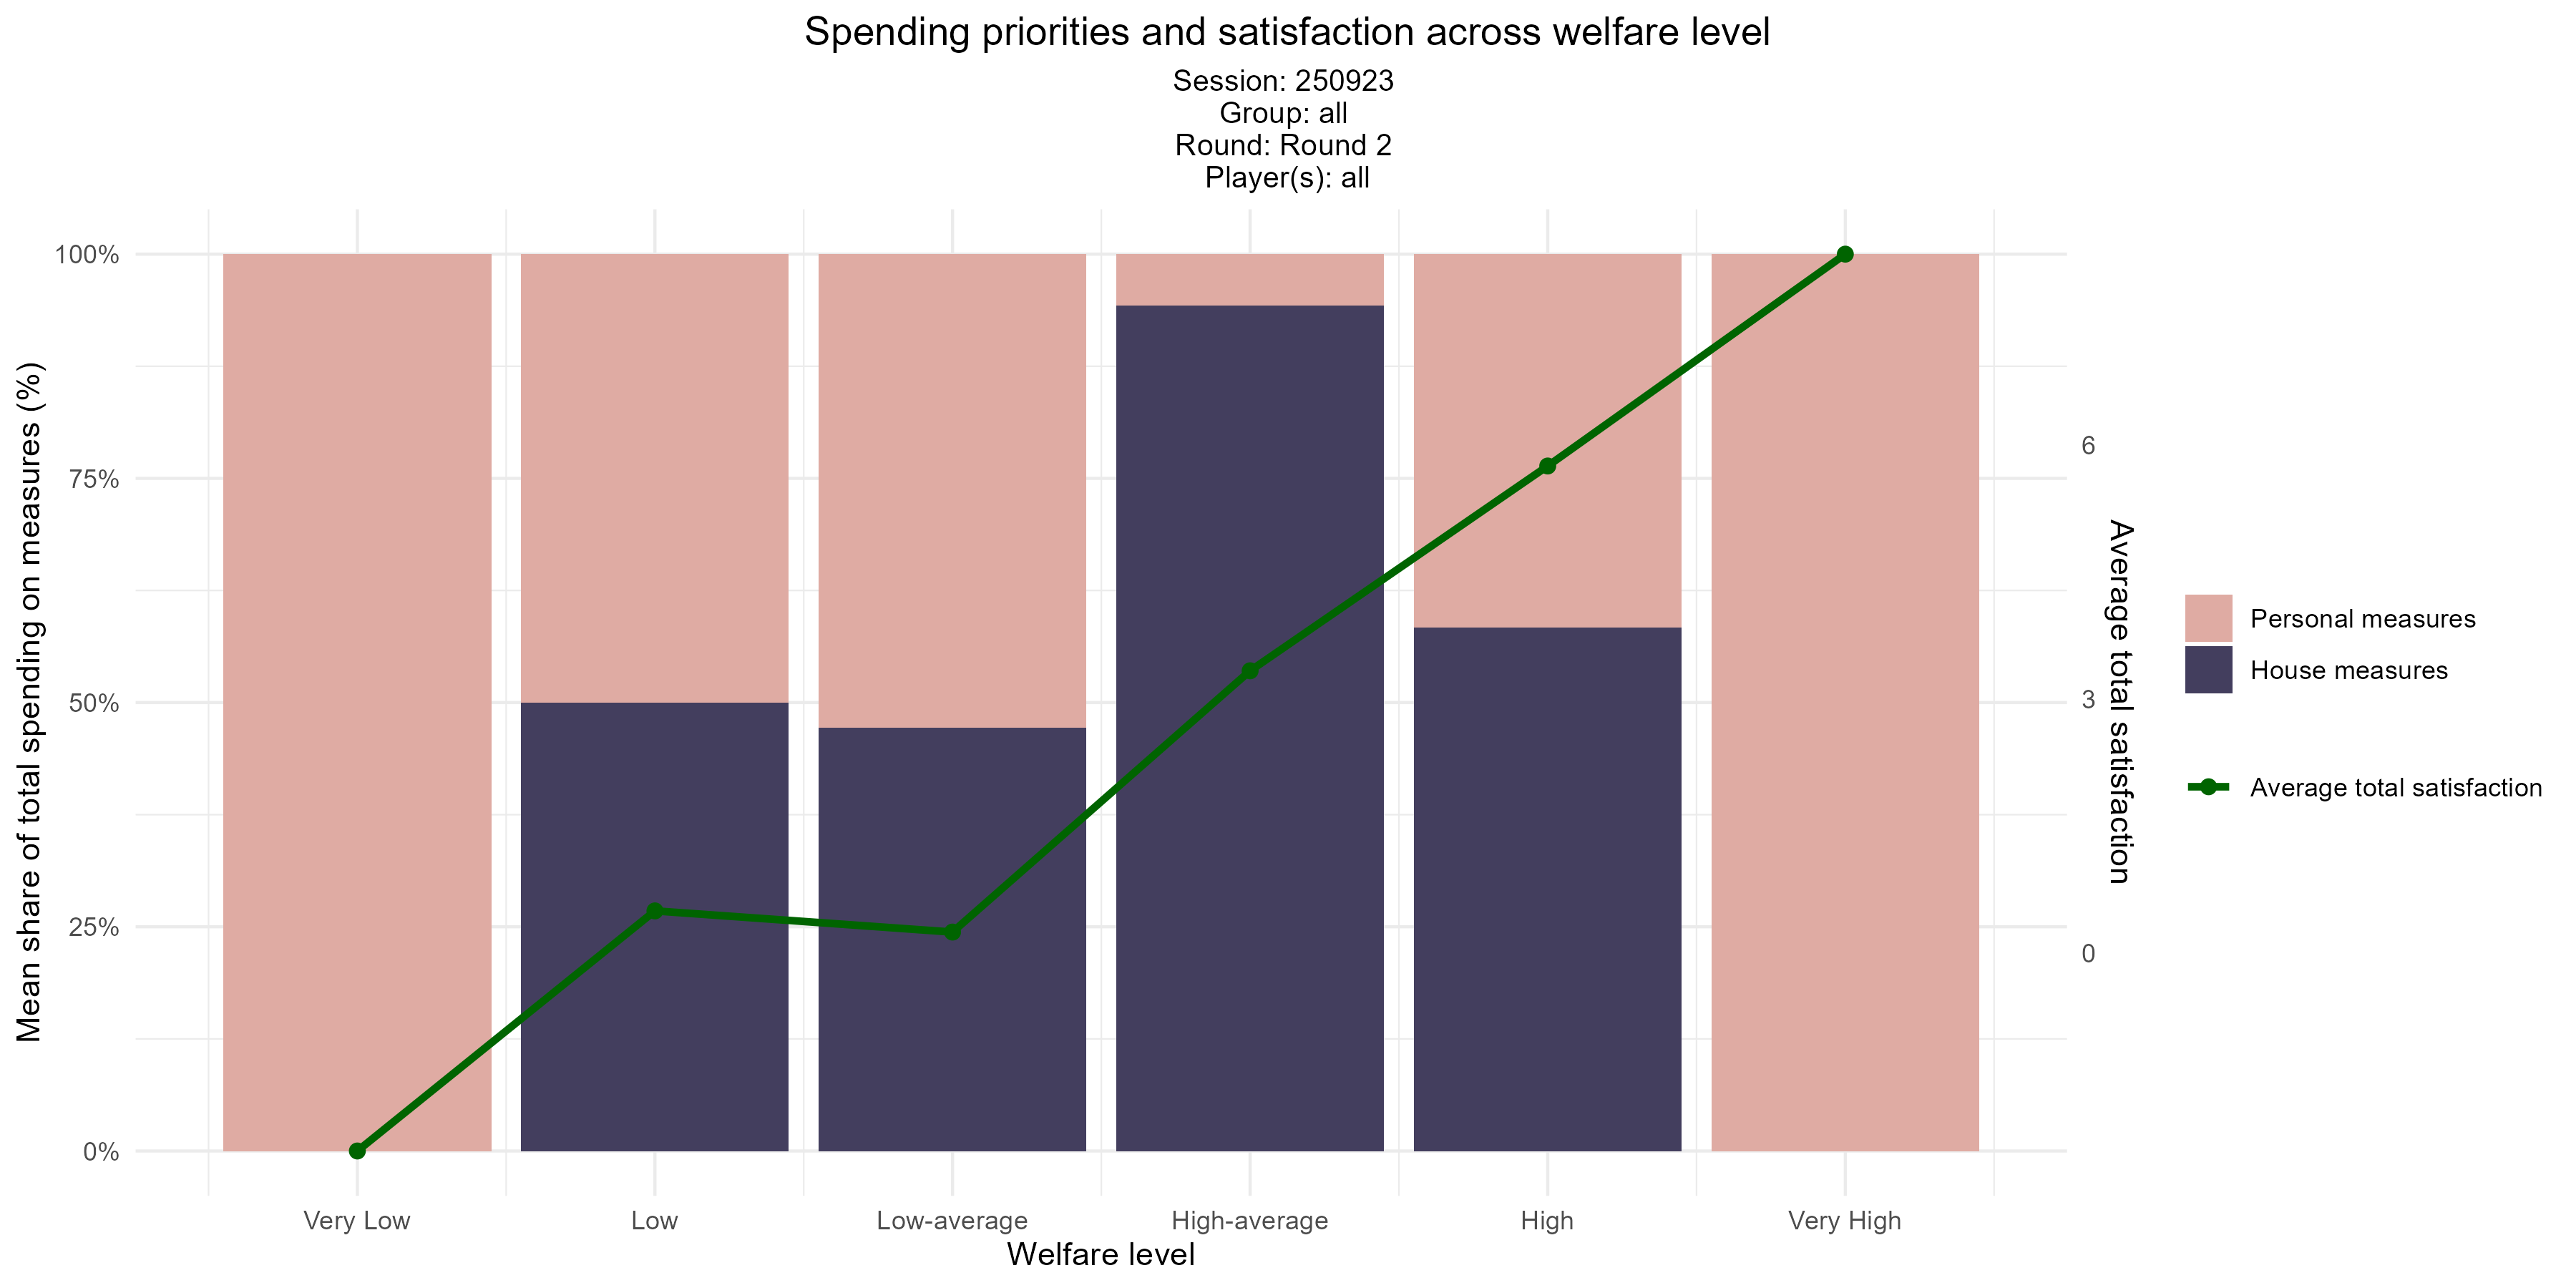 Spending priorities and satisfaction across welfare level
Session: 250923
Group: all
Round: Round 2
Player(s): all
Mean share of total spending on measures (%)
100%
75%
50%
25%
0%
6
3
0
Average total satisfaction
Personal measures
House measures
Average total satisfaction
Very Low
Low
Low-average
High-average
High
Very High
Welfare level